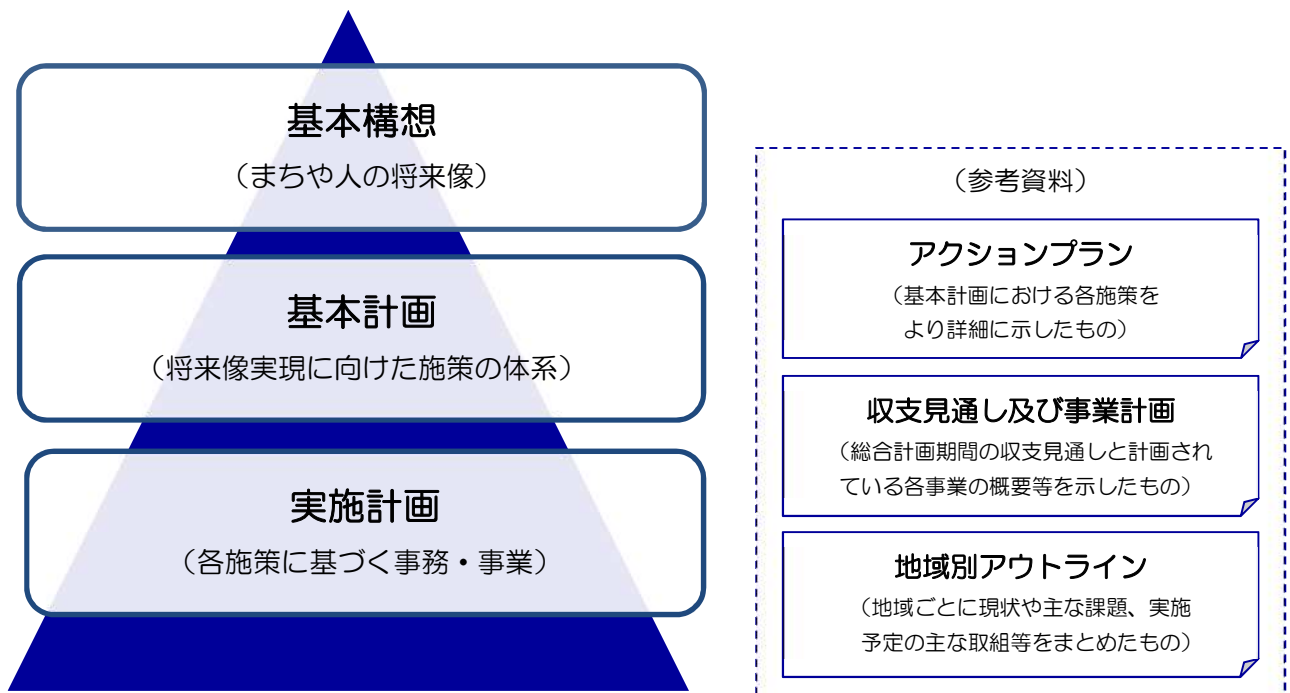 基本構想
（まちや人の将来像）
基本計画
（将来像実現に向けた施策の体系）
実施計画
（各施策に基づく事務・事業）
（参考資料）
アクションプラン
（基本計画における各施策を
より詳細に示したもの）
収支見通し及び事業計画
（総合計画期間の収支見通しと計画され
ている各事業の概要等を示したもの）
地域別アウトライン
（地域ごとに現状や主な課題、実施
予定の主な取組等をまとめたもの）